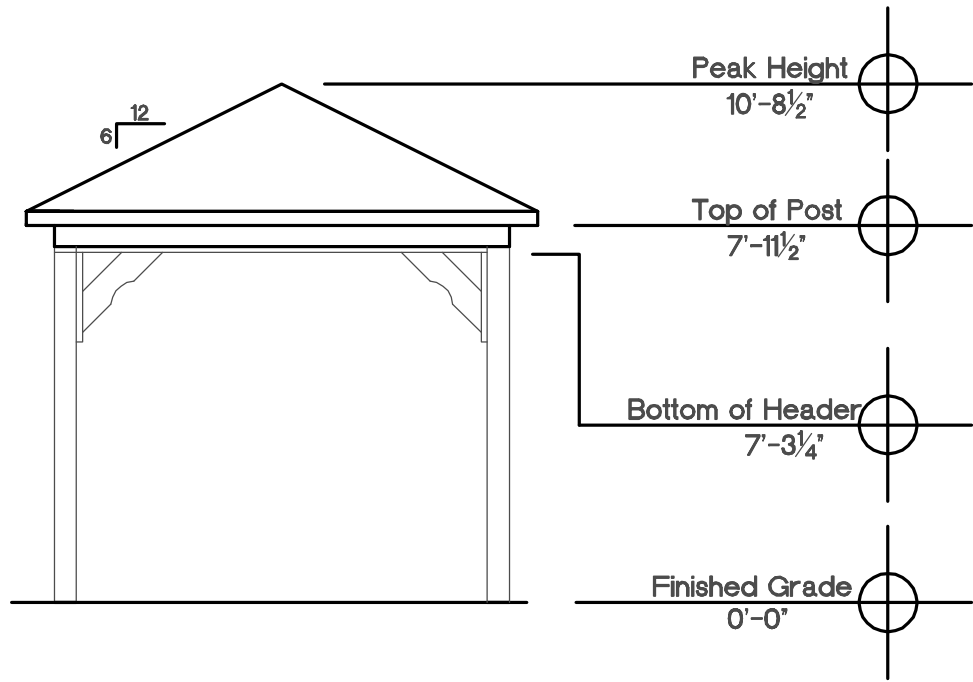 Peak Height
10'-8½"
12
6
Top of Post
7'-11½"
Bottom of Header
7'-3¼"
Finished Grade
0'-0"